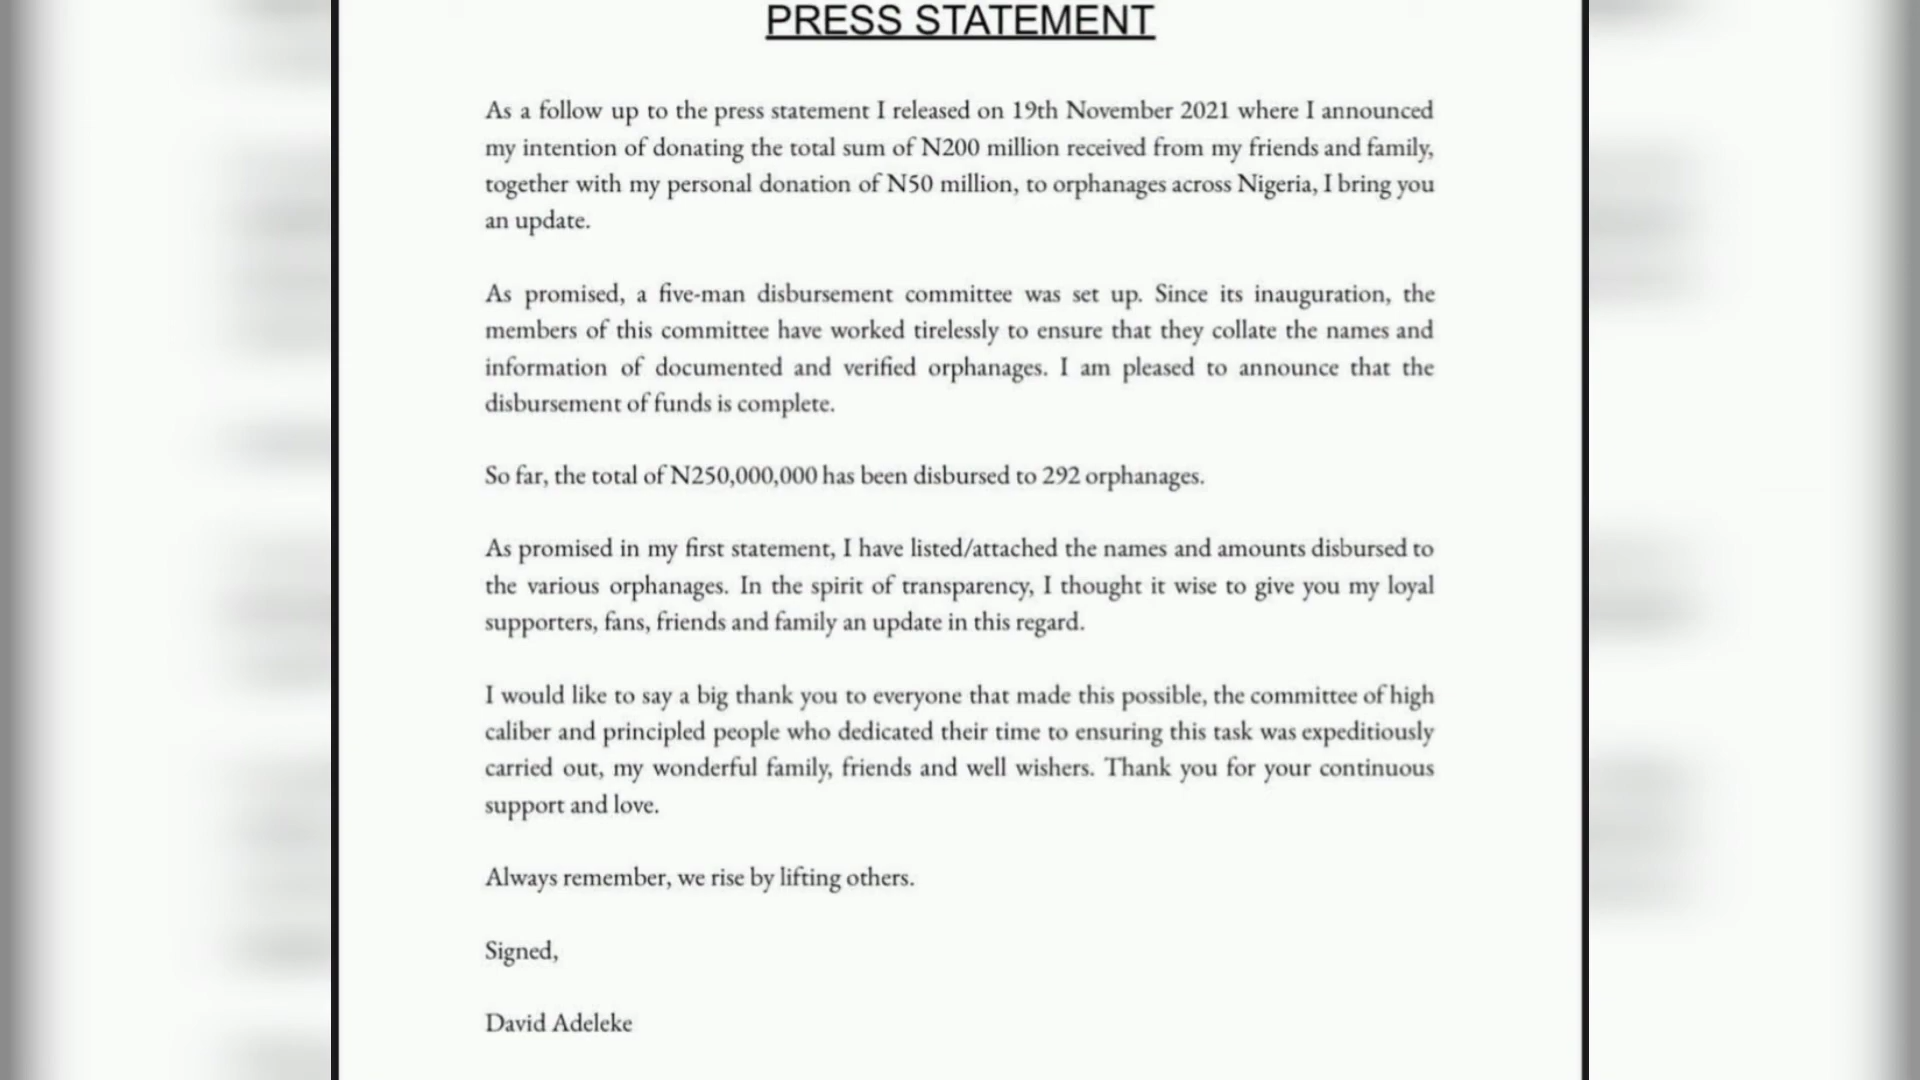 PRESS STATEMENT
As a follow up to the press statement I released on 19th November 2021 where I announced
my intention of donating the total sum of N200 million received from my friends and family,
together with my personal donation of N50 million, to orphanages across Nigeria, I bring you
an update.
As promised, a five-man disbursement committee was set up. Since its inauguration, the
members of this committee have worked tirelessly to ensure that they collate the names and
information of documented and verified orphanages. I am pleased to announce that the
disbursement of funds is complete.
So far, the total of N250,000,000 has been disbursed to 292 orphanages.
As promised in my first statement, I have listed/attached the names and amounts disbursed to
the various orphanages. In the spirit of transparency, I thought it wise to give you my loyal
supporters, fans, friends and family an update in this regard.
I would like to say a big thank you to everyone that made this possible, the committee of high
caliber and principled people who dedicated their time to ensuring this task was expeditiously
carried out, my wonderful family, friends and well wishers. Thank you for your continuous
support and love.
Always remember, we rise by lifting others.
Signed,
David Adeleke